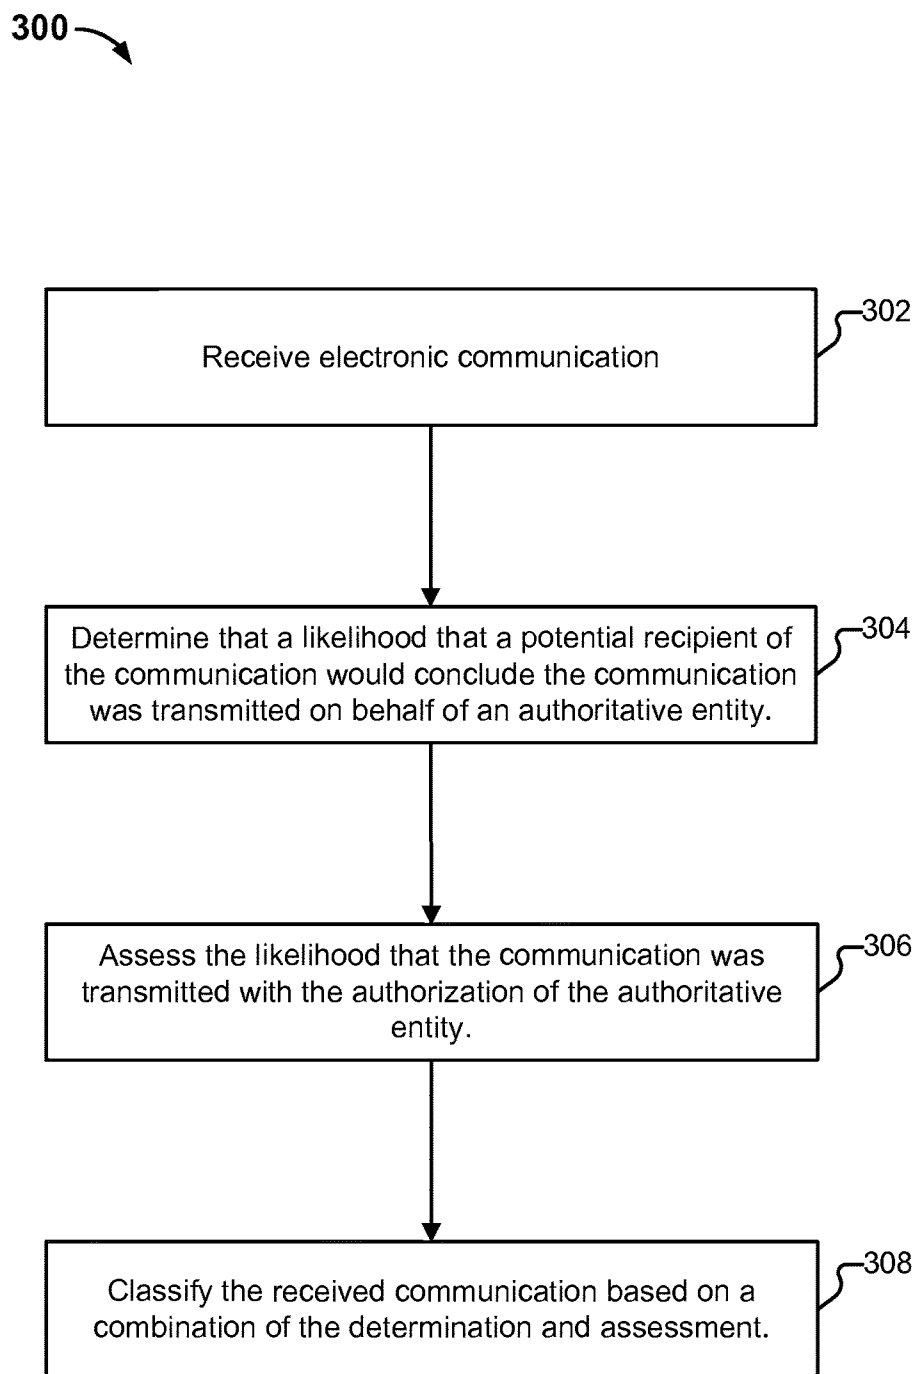 300
302
Receive electronic communication
304
Determine that a likelihood that a potential recipient of
the communication would conclude the communication
was transmitted on behalf of an authoritative entity.
306
Assess the likelihood that the communication was
transmitted with the authorization of the authoritative
entity.
308
Classify the received communication based on a
combination of the determination and assessment.